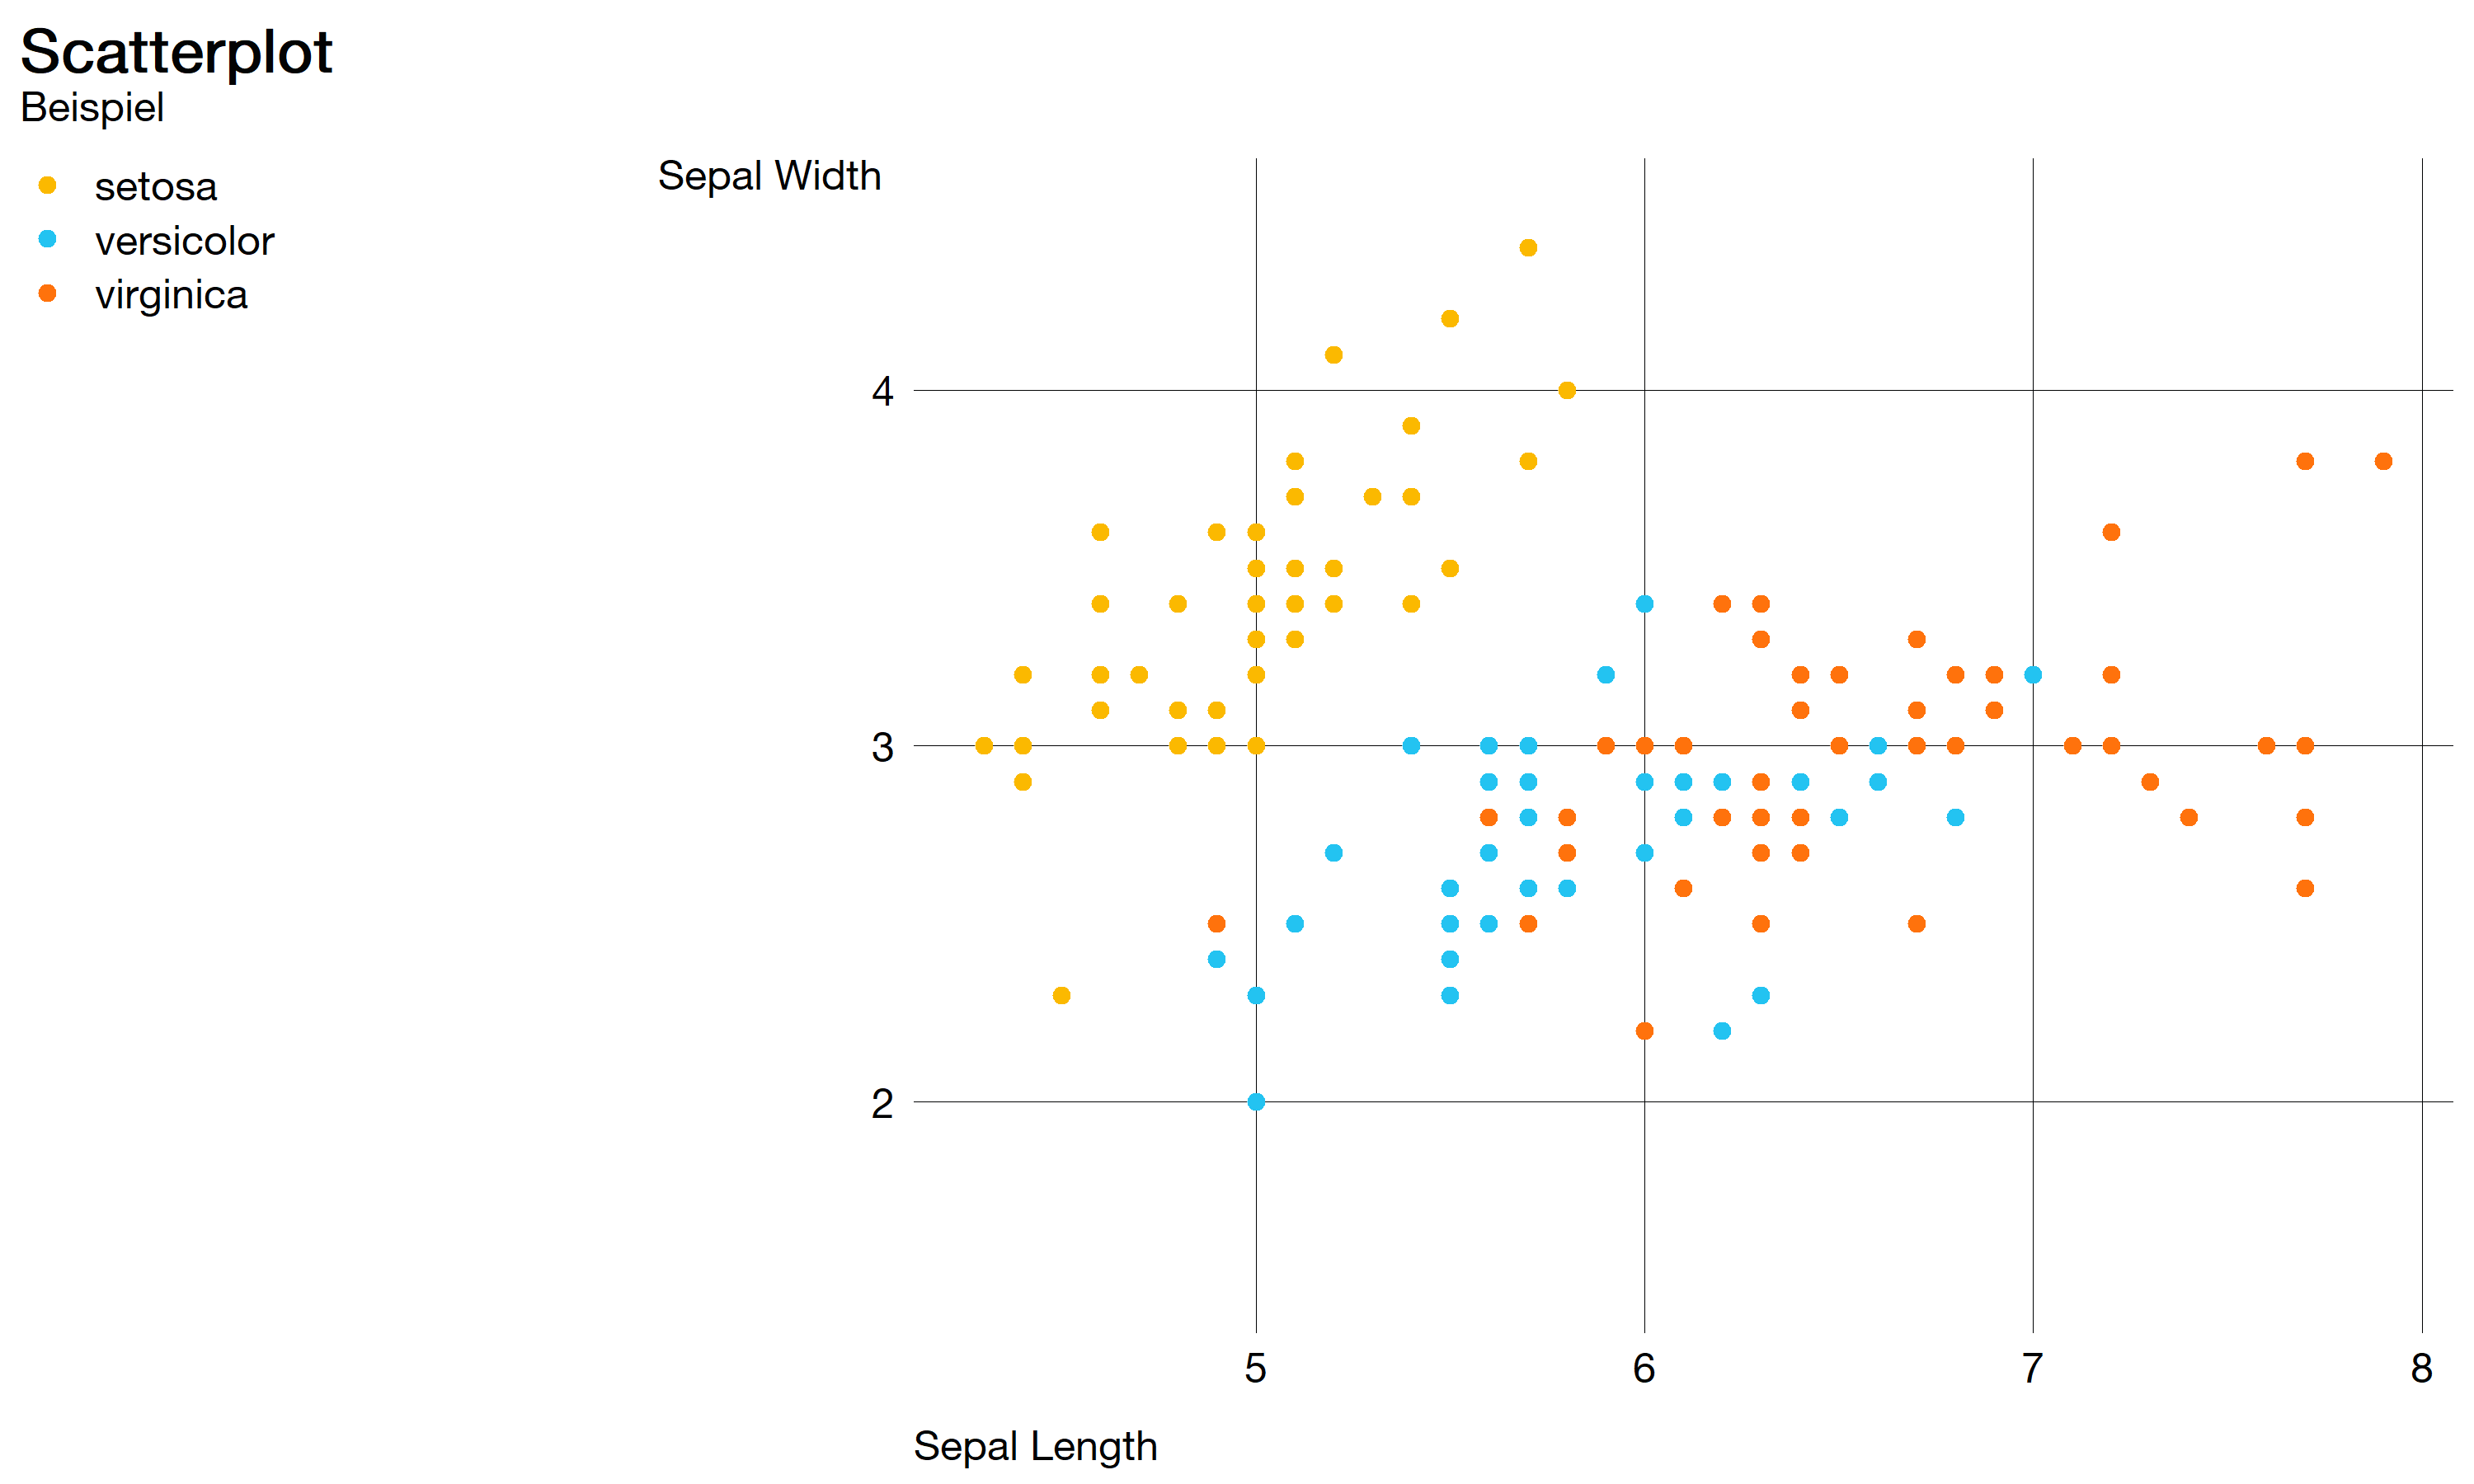 Scatterplot
Beispiel
setosa
versicolor
virginica
Sepal Width
4
3
2
5 6 7 8
Sepal Length